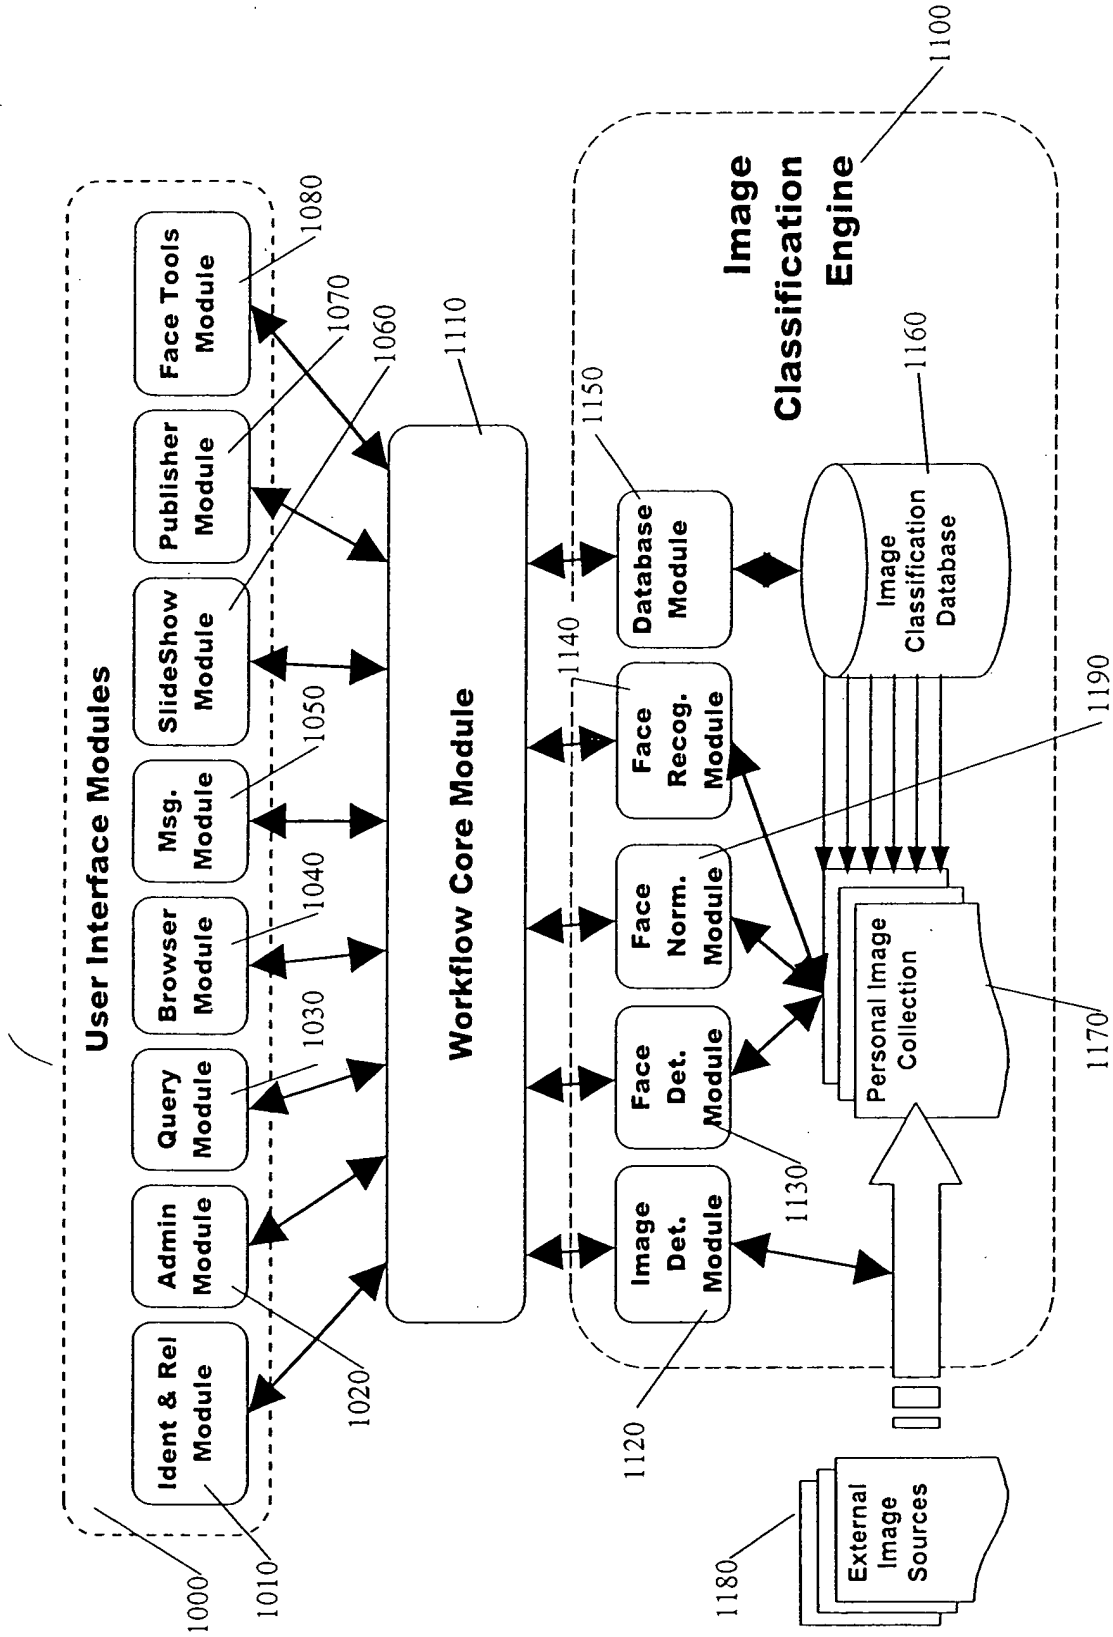 User Interface Modules
1000
Ident & Rel
Module
1010
Admin
Module
1020
Query
Module
1030
Browser
Module
1040
Msg.
Module
1050
SlideShow
Module
1060
Publisher
Module
1070
Face Tools
Module
1080
Workflow Core Module
1110
Image
Det.
Module
1120
Face
Det.
Module
1130
Face
Norm.
Module
1190
Face
Recog.
Module
1140
Database
Module
1150
Image
Classification
Engine
1100
External
Image
Sources
1180
Personal Image
Collection
1170
Image
Classification
Database
1160